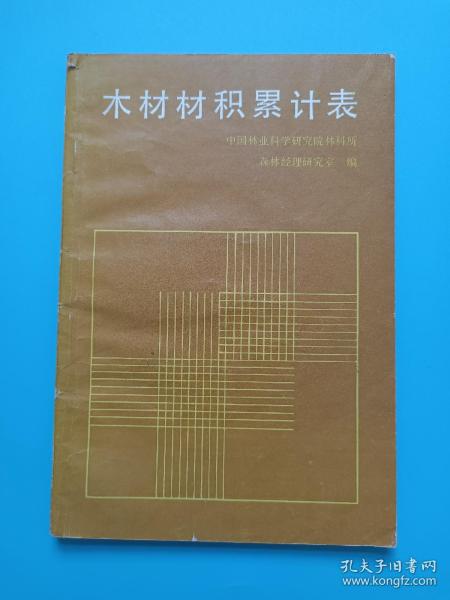 木材材积累计表
中国林业科学研究院林科所
森林经理研究室 编
孔夫子旧书网
www.kongfz.com